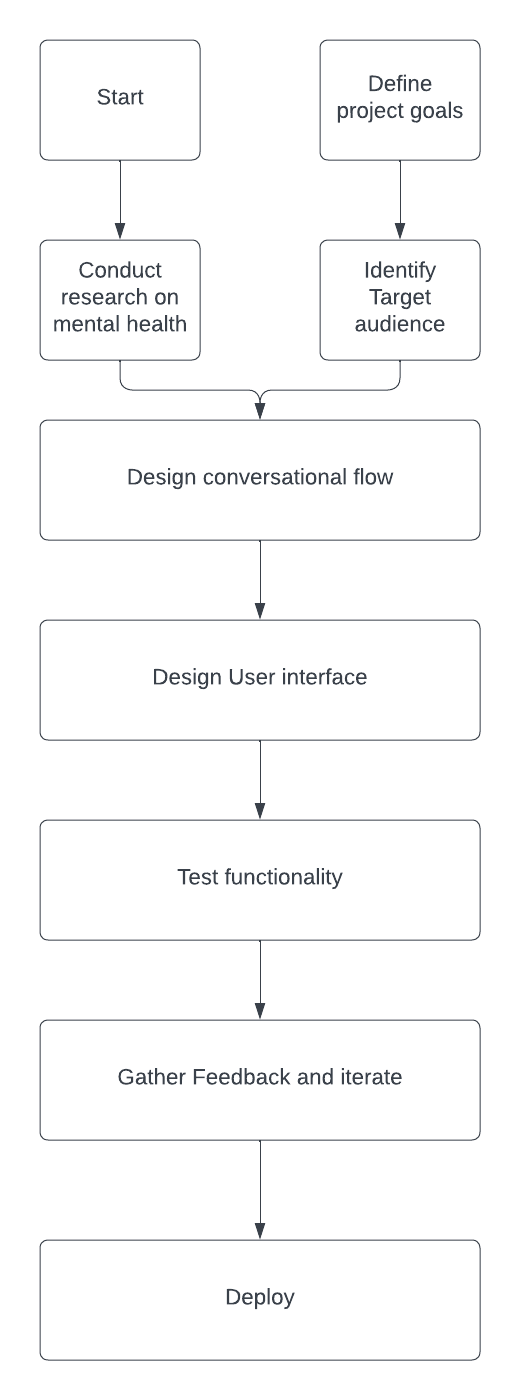 Start
Define
project goals
Conduct
research on
mental health
Identify
Target
audience
Design conversational flow
Design User interface
Test functionality
Gather Feedback and iterate
Deploy